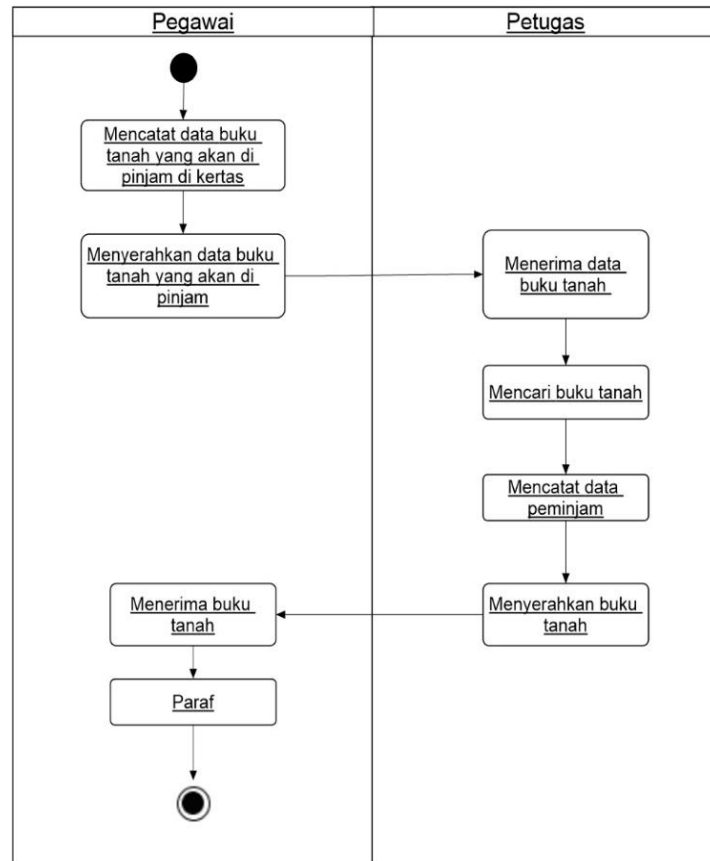 Pegawai
Petugas
Mencatat data buku
tanah yang akan di
pinjam di kertas
Menyerahkan data buku
tanah yang akan di
pinjam
Menerima data
buku tanah
Mencari buku tanah
Mencatat data
peminjam
Menyerahkan buku
tanah
Menerima buku
tanah
Paraf